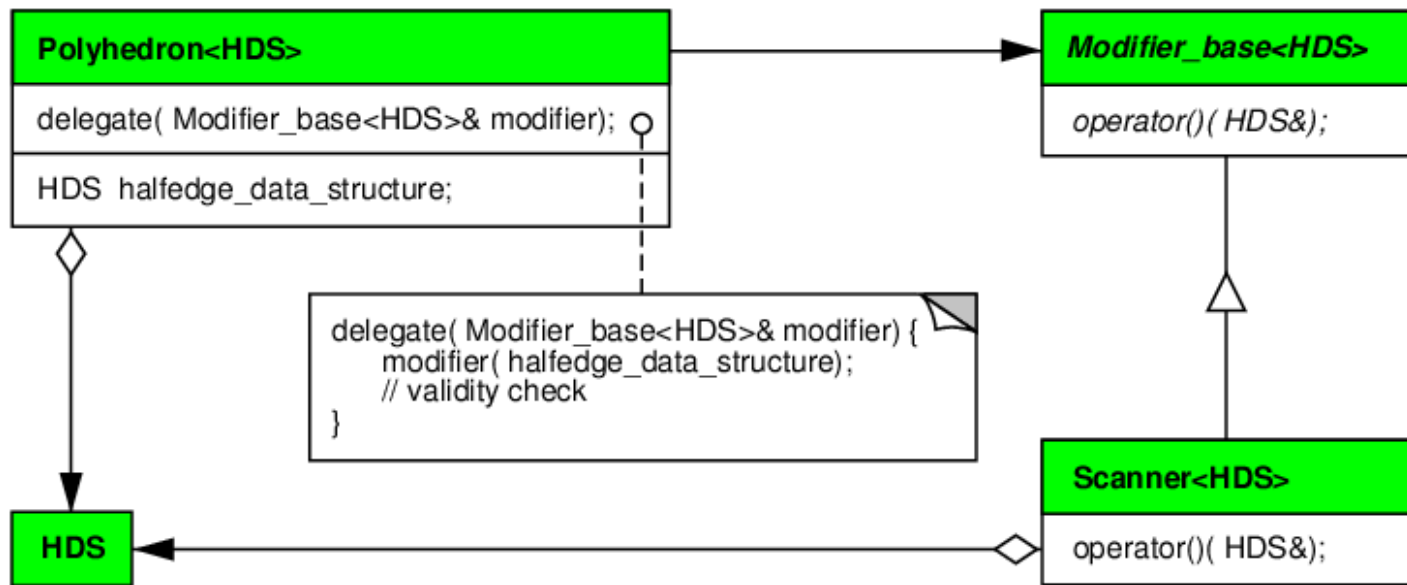 Polyhedron<HDS>
delegate( Modifier_base<HDS>& modifier);
HDS  halfedge_data_structure;
Modifier_base<HDS>
operator()( HDS&);
delegate( Modifier_base<HDS>& modifier) {
modifier( halfedge_data_structure);
// validity check
}
HDS
Scanner<HDS>
operator()( HDS&);